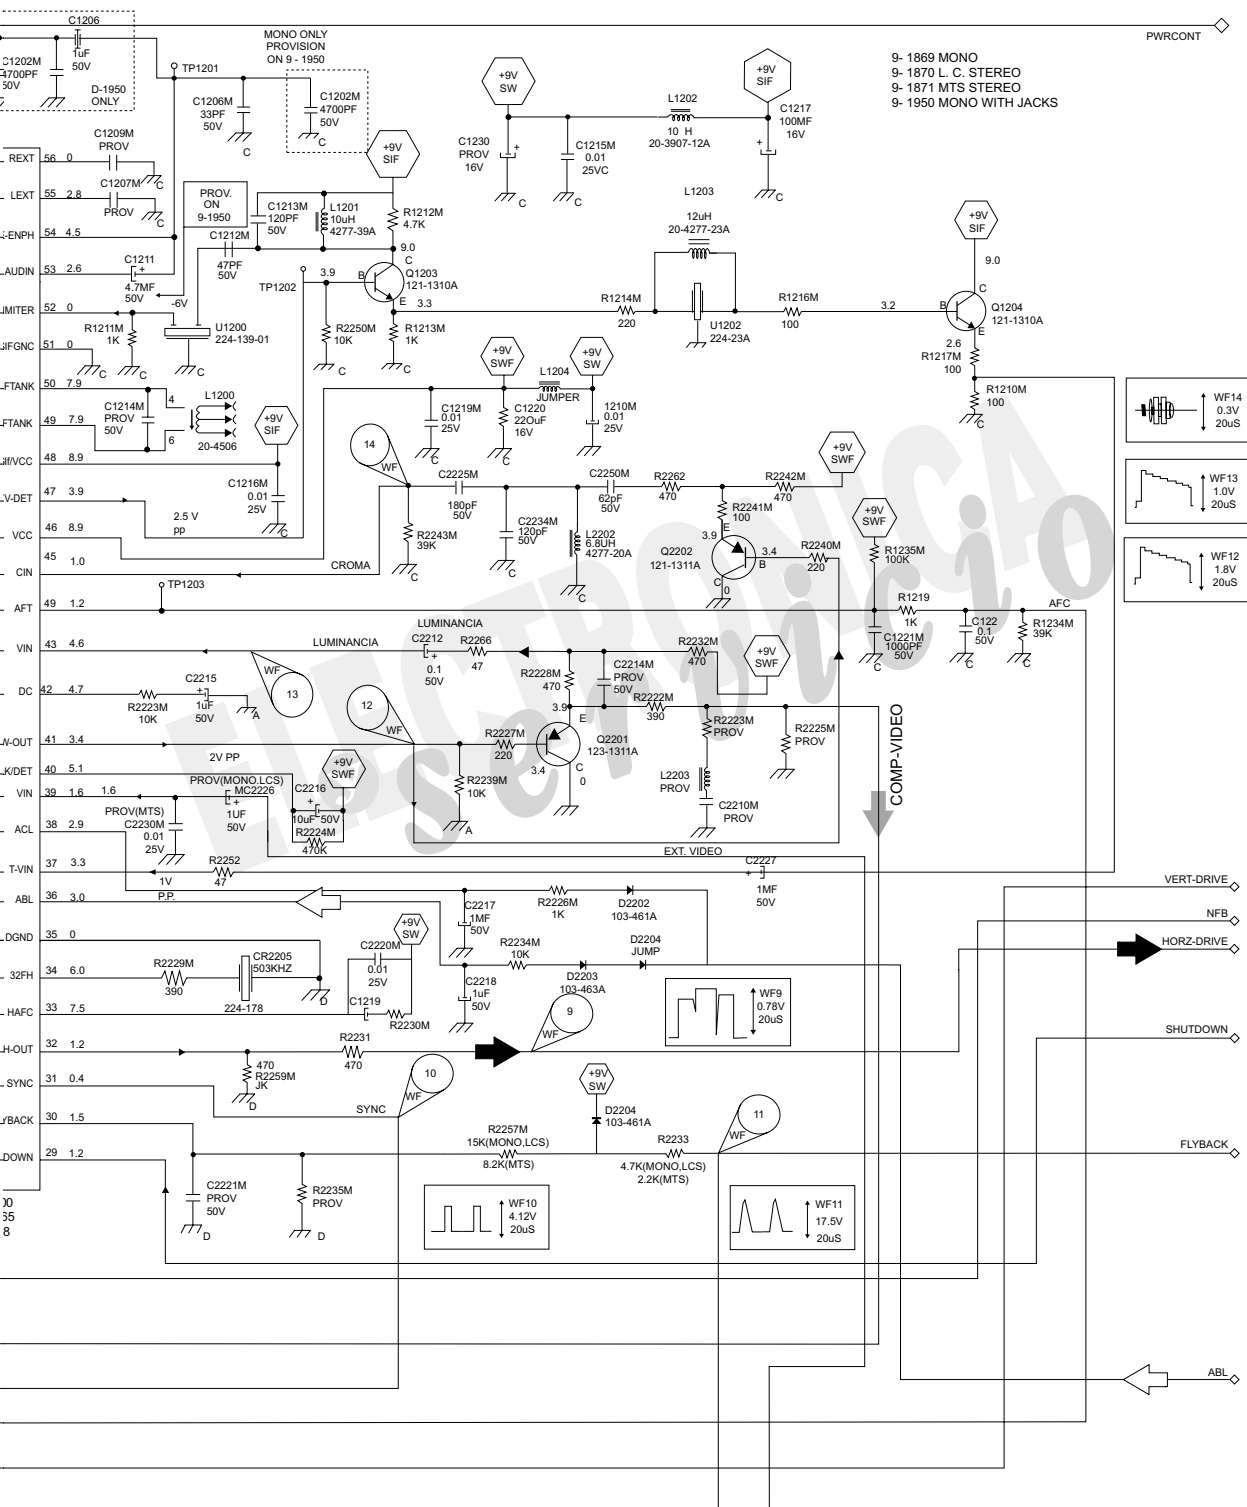 C1206
1uF
50V
C1202M
4700PF
50V
D-1950
ONLY
TP1201
MONO ONLY
PROVISION
ON 9 - 1950
C1206M
33PF
50V
C
C1202M
4700PF
50V
C
PWRCONT
9- 1869 MONO
9- 1870 L. C. STEREO
9- 1871 MTS STEREO
9- 1950 MONO WITH JACKS
+9V
SW
+9V
SIF
L1202
10 H
20-3907-12A
C1217
100MF
16V
C1230
PROV
16V
C1215M
0.01
25VC
C
C
C
REXT 56 0
C1209M
PROV
C
LEXT 55 2.8
C1207M
PROV
C
-ENPH 54 4.5
AUDIN 53 2.6
C1211
4.7MF
50V
-6V
PROV.
ON
9-1950
C1213M
120PF
50V
C1212M
47PF
50V
L1201
10uH
4277-39A
+9V
SIF
R1212M
4.7K
9.0
C
B
E
3.9
3.3
Q1203
121-1310A
TP1202
L1203
12uH
20-4277-23A
R1214M
220
U1202
224-23A
R1216M
100
3.2
B
C
E
+9V
SIF
9.0
Q1204
121-1310A
2.6
R1217M
100
R1210M
100
C
MITER 52 0
R1211M
1K
C
U1200
224-139-01
C
R2250M
10K
C
R1213M
1K
C
IFGNC 51 0
C
FTANK 50 7.9
C1214M
PROV
50V
4
6
L1200
20-4506
FTANK 49 7.9
+9V
SIF
If/VCC 48 8.9
C1216M
0.01
25V
C
V-DET 47 3.9
2.5 V
pp
VCC 46 8.9
45
CIN 1.0
CROMA
+9V
SWF
L1204
JUMPER
+9V
SW
C1219M
0.01
25V
C
C1220
22OuF
16V
C
1210M
0.01
25V
C
14
WF
C2225M
180pF
50V
R2243M
39K
C
C2234M
120pF
50V
C2250M
62pF
50V
L2202
6.8UH
4277-20A
C
R2262
470
R2242M
470
+9V
SWF
R2241M
100
E
3.9
Q2202
121-1311A
3.4
B
C
0
C
R2240M
220
+9V
SWF
R1235M
100K
WF14
0.3V
20uS
WF13
1.0V
20uS
WF12
1.8V
20uS
AFT 49 1.2
TP1203
R1219
1K
AFC
C1221M
1000PF
50V
C
C122
0.1
50V
C
R1234M
39K
C
VIN 43 4.6
LUMINANCIA
LUMINANCIA
C2212
0.1
50V
R2266
47
R2228M
470
C2214M
PROV
50V
R2232M
470
+9V
SWF
DC 42 4.7
R2223M
10K
C2215
1uF
50V
A
WF
13
12
WF
R2222M
390
R2223M
PROV
R2225M
PROV
W-OUT 41 3.4
2V PP
R2227M
220
3.9
E
Q2201
123-1311A
3.4
C
0
R2239M
10K
A
L2203
PROV
C2210M
PROV
COMP-VIDEO
K/DET 40 5.1
+9V
SWF
VIN 39 1.6 1.6
PROV(MONO.LCS)
MC2226
1UF
50V
C2216
10uF 50V
R2224M
470K
PROV(MTS)
C2230M
0.01
25V
ACL 38 2.9
EXT. VIDEO
T-VIN 37 3.3
1V
P.P.
R2252
47
C2227
1MF
50V
ABL 36 3.0
C2217
1MF
50V
R2226M
1K
D2202
103-461A
VERT-DRIVE
NFB
HORZ-DRIVE
DGND 35 0
32FH 34 6.0
R2229M
390
CR2205
503KHZ
224-178
D
+9V
SW
C2220M
0.01
25V
C1219
R2230M
R2234M
10K
D2204
JUMP
C2218
1uF
50V
D2203
103-463A
HAFC 33 7.5
9
WF
WF9
0.78V
20uS
H-OUT 32 1.2
470
R2259M
JK
D
R2231
470
SHUTDOWN
SYNC 31 0.4
SYNC
10
WF
+9V
SW
D2204
103-461A
YBACK 30 1.5
R2257M
15K(MONO,LCS)
8.2K(MTS)
R2233
4.7K(MONO,LCS)
2.2K(MTS)
11
WF
FLYBACK
DOWN 29 1.2
C2221M
PROV
50V
D
R2235M
PROV
D
WF10
4.12V
20uS
WF11
17.5V
20uS
ABL
ELECTRONICA
servicio